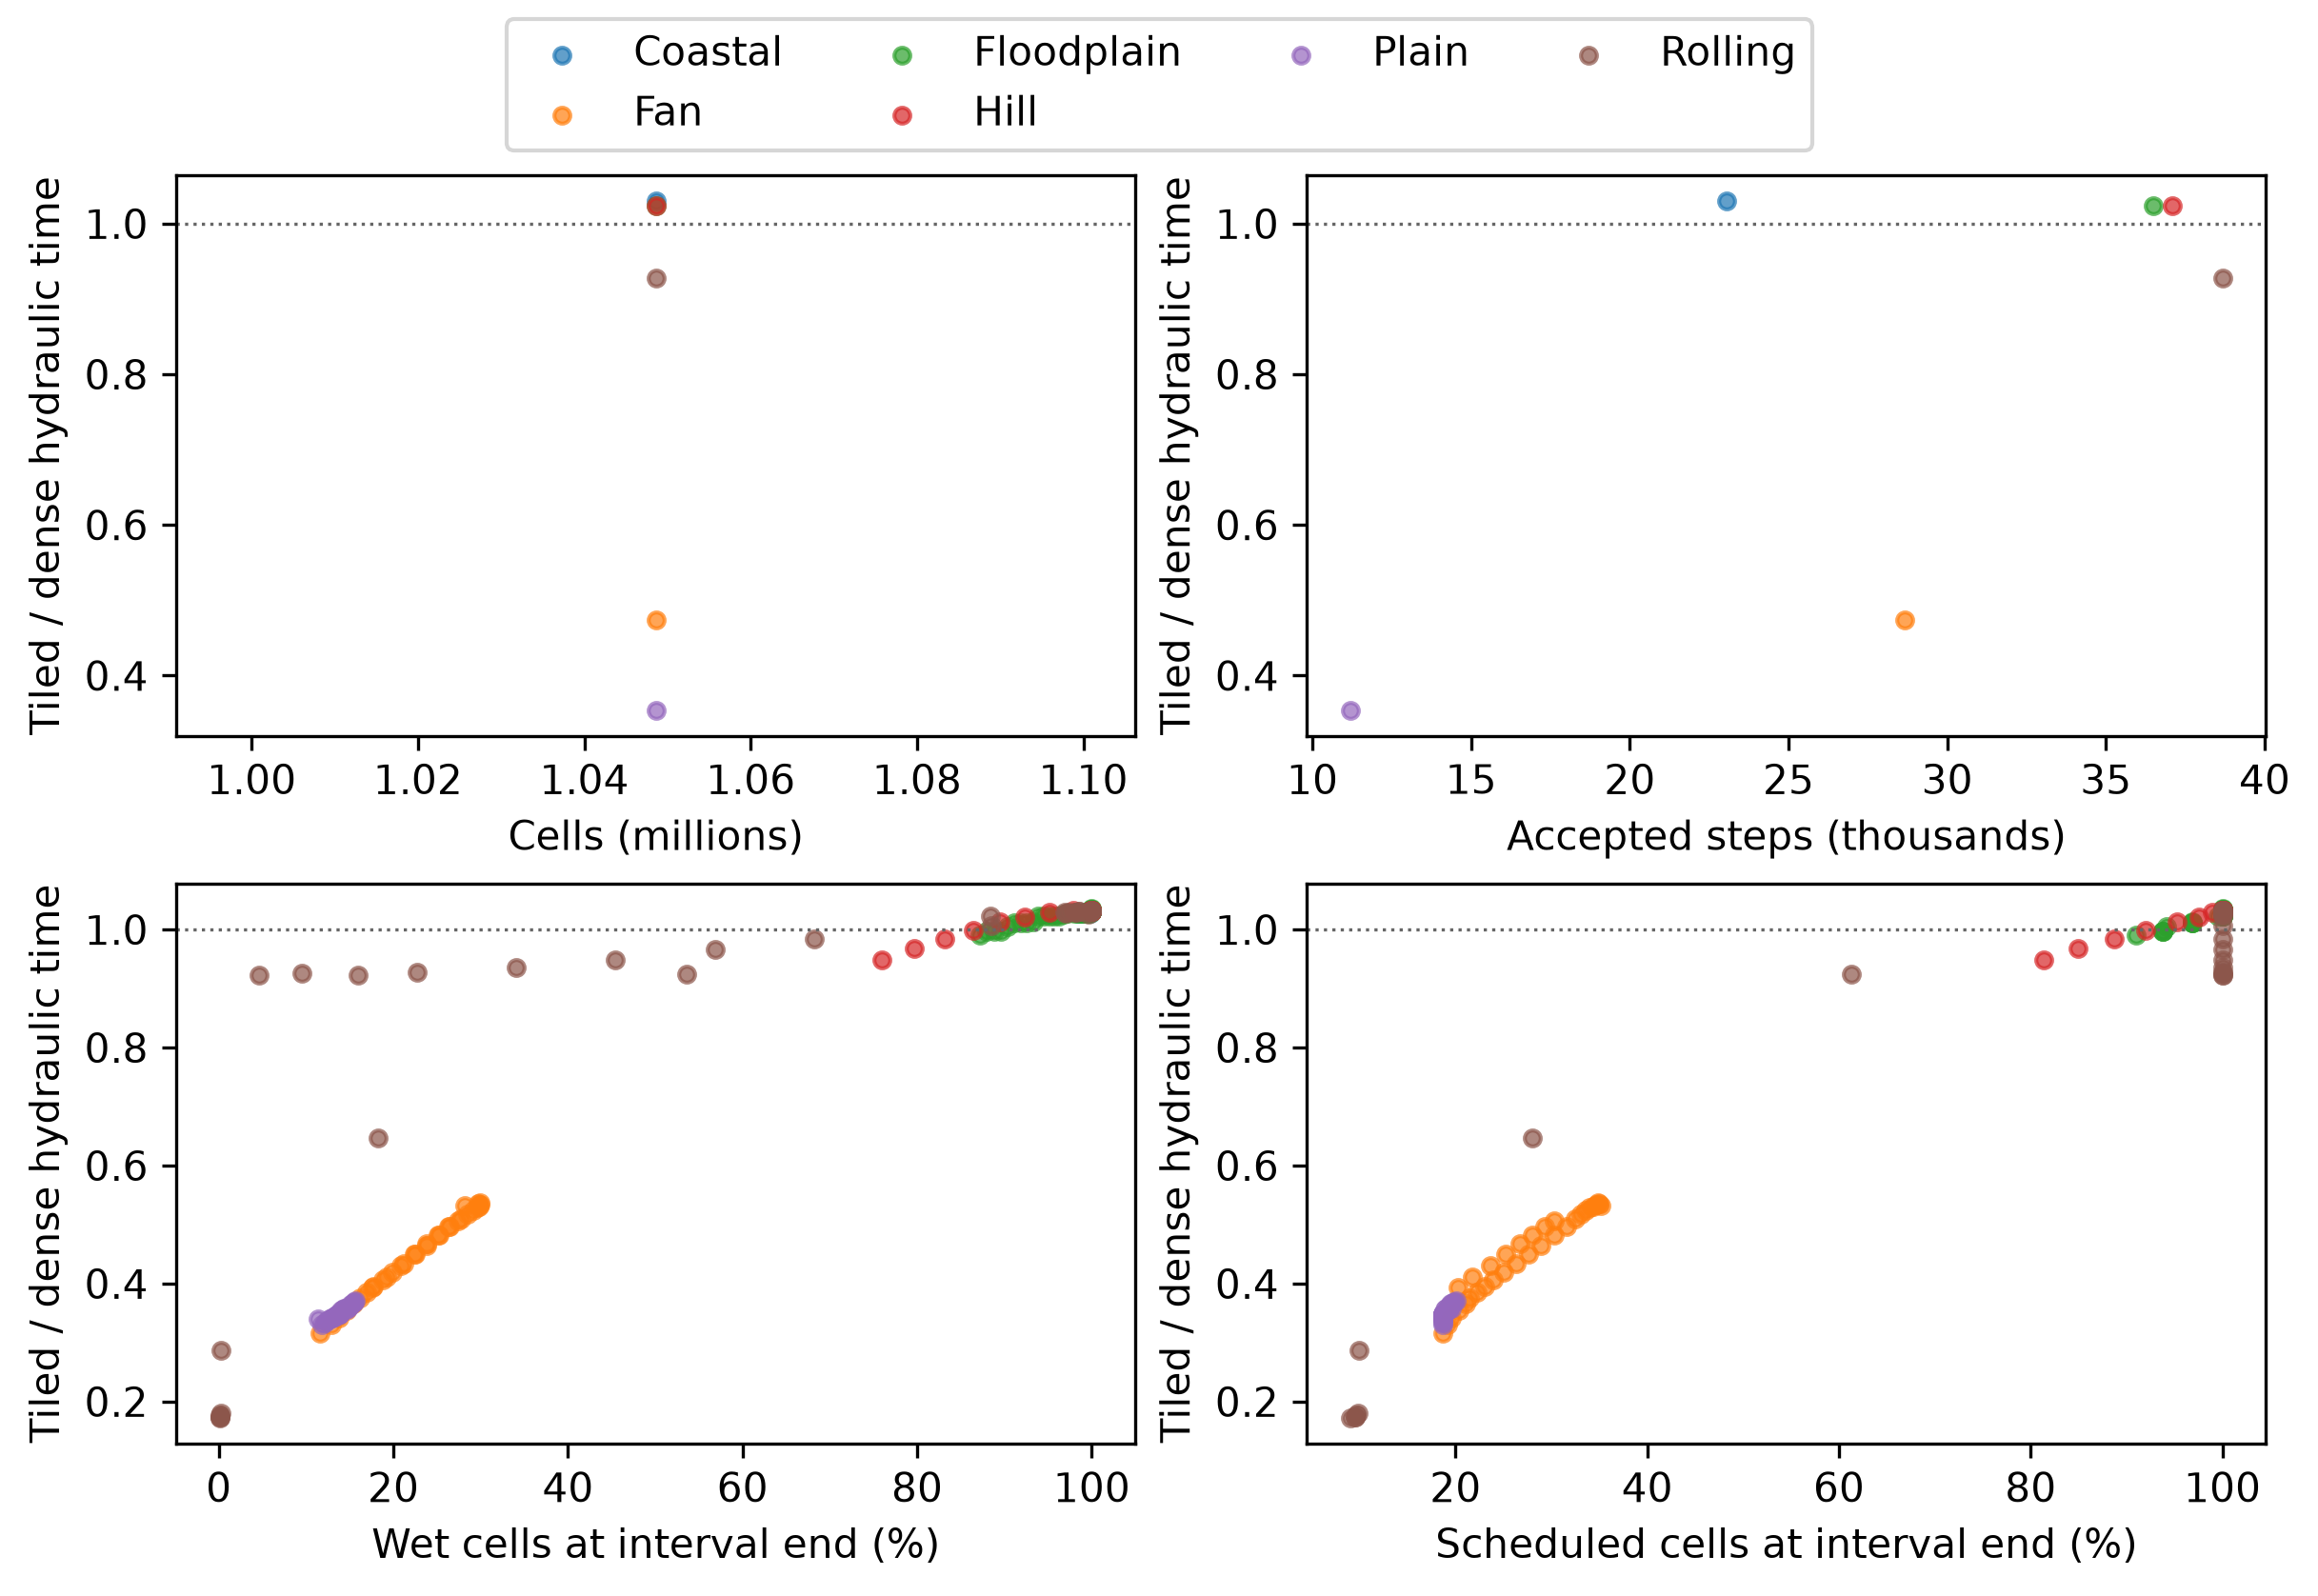 Coastal Floodplain Plain Rolling
Fan Hill
Tiled / dense hydraulic time
1.0
0.8
0.6
0.4
1.00 1.02 1.04 1.06 1.08 1.10
Cells (millions)
Tiled / dense hydraulic time
1.0
0.8
0.6
0.4
10 15 20 25 30 35 40
Accepted steps (thousands)
Tiled / dense hydraulic time
1.0
0.8
0.6
0.4
0.2
0 20 40 60 80 100
Wet cells at interval end (%)
Tiled / dense hydraulic time
1.0
0.8
0.6
0.4
0.2
20 40 60 80 100
Scheduled cells at interval end (%)